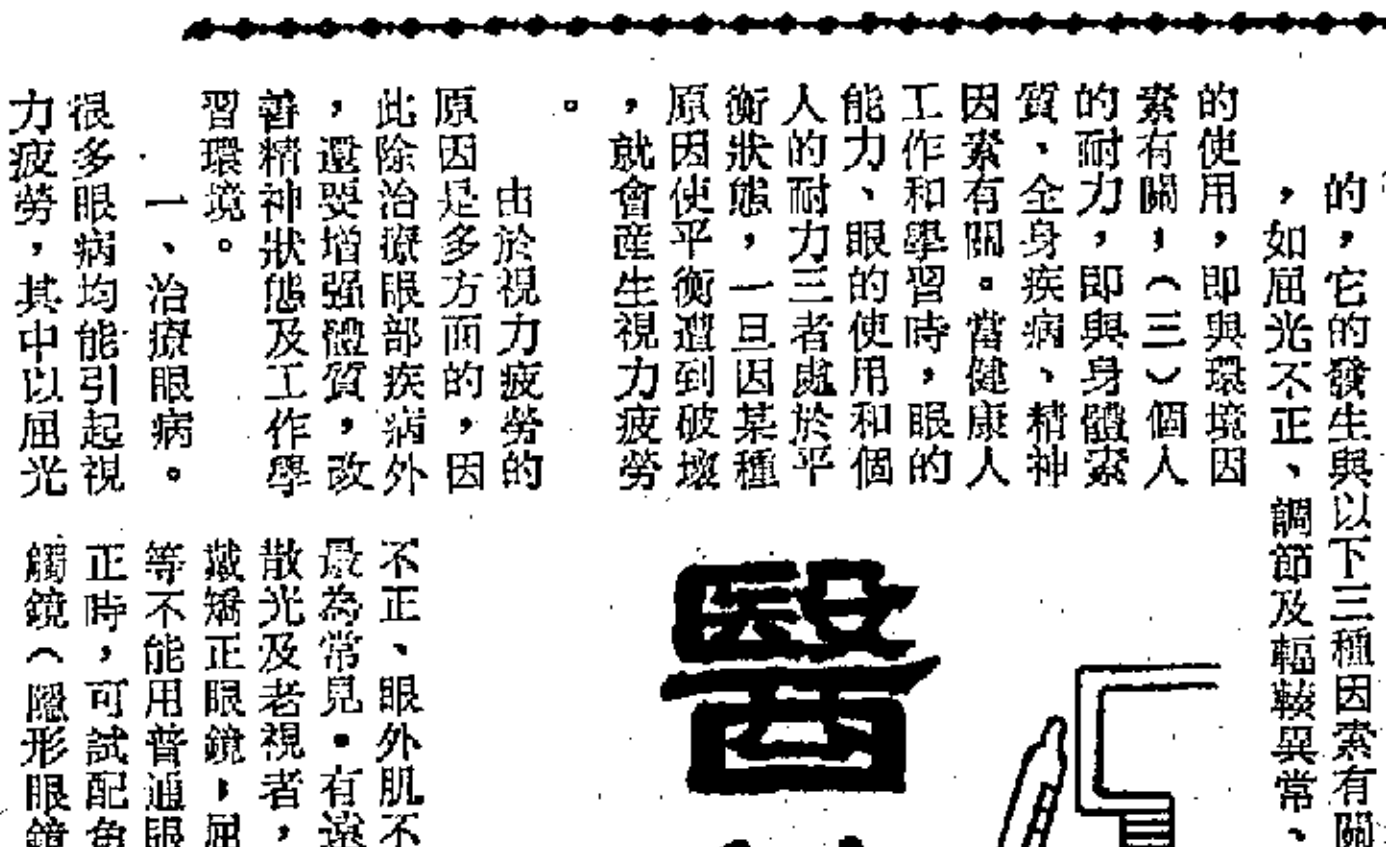 的，它的發生與以下三種因素有關
，如屈光不正、調節及輻輳異常、
的使用，即與環境因
素有關，（三）個人
的耐力，即與身體素
質、全身疾病、精神
因素有關。當健康人
工作和學習時，眼的
能力、眼的使用和個
人的耐力三者處於平
衡狀態，一旦因某種
原因使平衡遭到破壞
，就會產生視力疲勞
。
由於視力疲勞的
原因是多方面的，因
此除治療眼部疾病外
，還要增强體質，改
善精神狀態及工作學
習環境。
一、治療眼病。
很多眼病均能引起視
力疲勞，其中以屈光
不正、眼外肌不
最為常見．有遠
散光及老視者，
戴矯正眼鏡，屈
等不能用普通眼
正時，可試配角
觸鏡（隱形眼鏡
醫